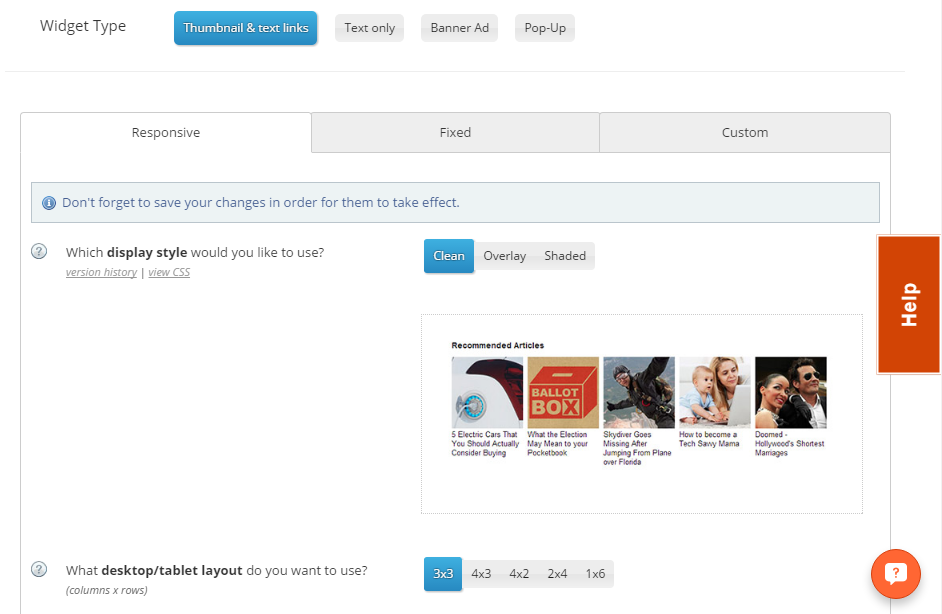 Widget Type
Thumbnail & text links
Text only
Banner Ad
Pop-Up
Responsive
Fixed
Custom
Don't forget to save your changes in order for them to take effect.
? Which display style would you like to use?
version history | view CSS
Clean
Overlay
Shaded
Help
Recommended Articles
BALLOT
BOX
5 Electric Cars That
You Should Actually
Consider Buying
What the Election
May Mean to your
Pocketbook
Skydiver Goes
Missing After
Jumping From Plane
over Florida
How to become a
Tech Savvy Mama
Doomed -
Hollywood's Shortest
Marriages
? What desktop/tablet layout do you want to use?
(columns x rows)
3x3
4x3
4x2
2x4
1x6
?